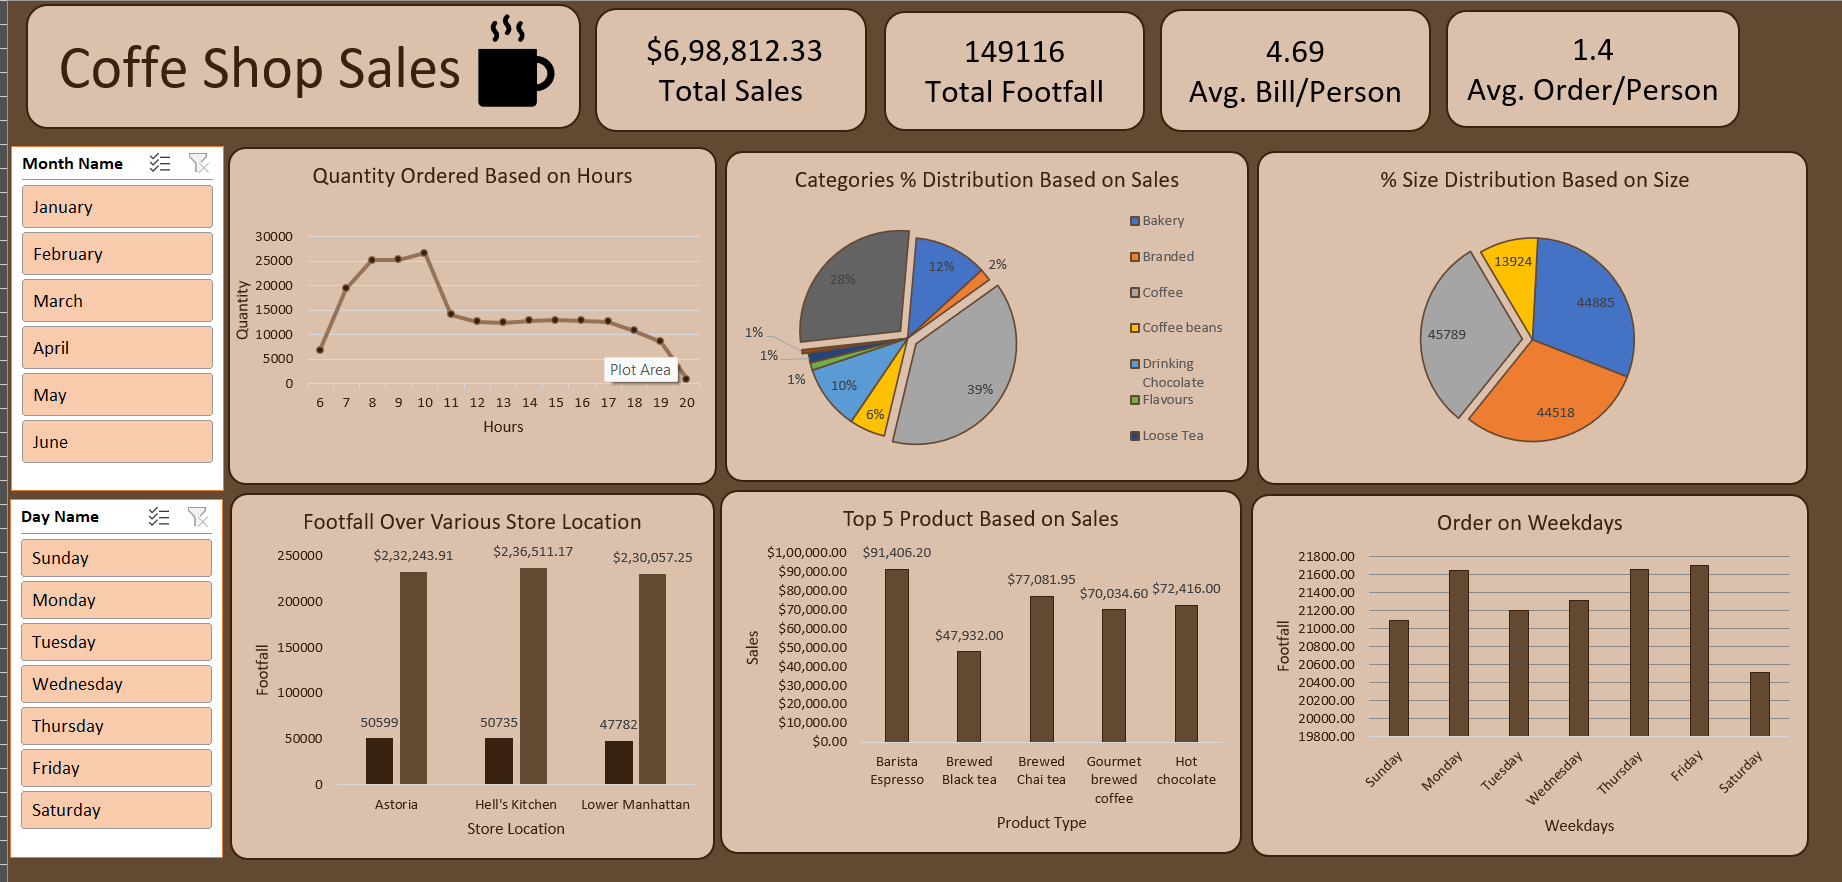 Coffe Shop Sales
$6,98,812.33
Total Sales
149116
Total Footfall
4.69
Avg. Bill/Person
1.4
Avg. Order/Person
Month Name
January
February
March
April
May
June
Quantity Ordered Based on Hours
30000
25000
20000
15000
10000
5000
0
Quantity
Plot Area
6 7 8 9 10 11 12 13 14 15 16 17 18 19 20
Hours
Categories % Distribution Based on Sales
28%
12%
2%
39%
6%
10%
1%
1%
1%
Bakery
Branded
Coffee
Coffee beans
Drinking
Chocolate
Flavours
Loose Tea
% Size Distribution Based on Size
13924
44885
45789
44518
Day Name
Sunday
Monday
Tuesday
Wednesday
Thursday
Friday
Saturday
Footfall Over Various Store Location
250000
200000
150000
100000
50000
0
Footfall
$2,32,243.91
$2,36,511.17
$2,30,057.25
50599
50735
47782
Astoria Hell's Kitchen Lower Manhattan
Store Location
Top 5 Product Based on Sales
$1,00,000.00
$90,000.00
$80,000.00
$70,000.00
$60,000.00
$50,000.00
$40,000.00
$30,000.00
$20,000.00
$10,000.00
$0.00
Sales
$91,406.20
$47,932.00
$77,081.95
$70,034.60
$72,416.00
Barista
Espresso
Brewed
Black tea
Brewed
Chai tea
Gourmet
brewed
coffee
Hot
chocolate
Product Type
Order on Weekdays
21800.00
21600.00
21400.00
21200.00
21000.00
20800.00
20600.00
20400.00
20200.00
20000.00
19800.00
Footfall
Sunday
Monday
Tuesday
Wednesday
Thursday
Friday
Saturday
Weekdays